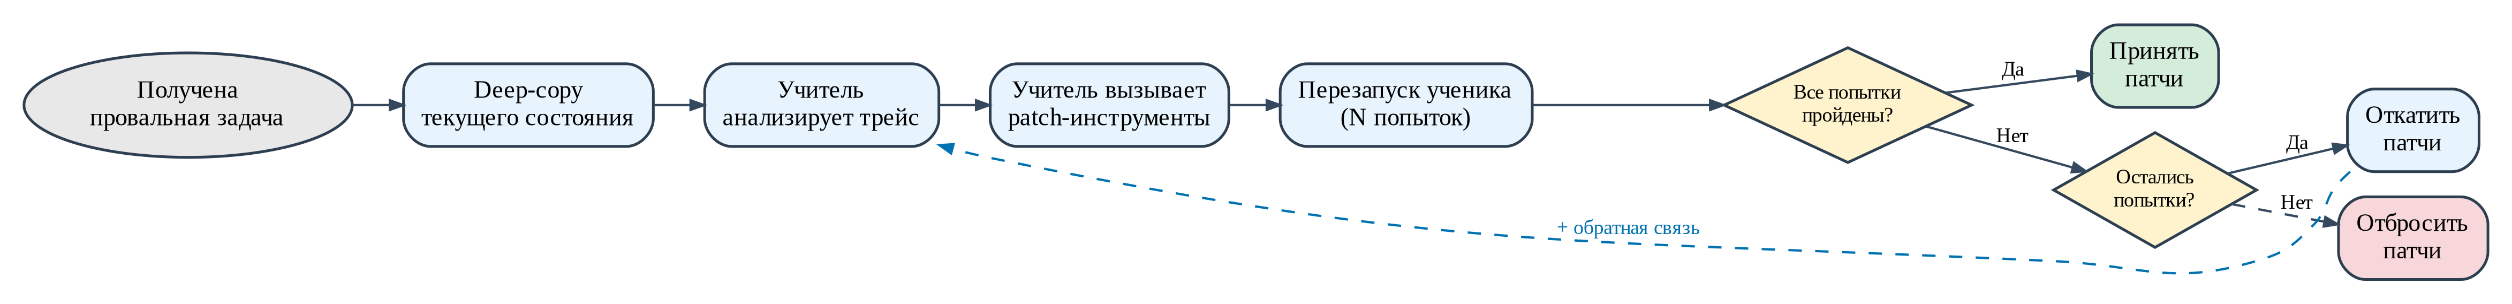 Получена
провальная задача
Deep-copy
текущего состояния
Учитель
анализирует трейс
Учитель вызывает
patch-инструменты
Перезапуск ученика
(N попыток)
Все попытки
пройдены?
Да
Принять
патчи
Нет
Остались
попытки?
Да
Откатить
патчи
Нет
Отбросить
патчи
+ обратная связь